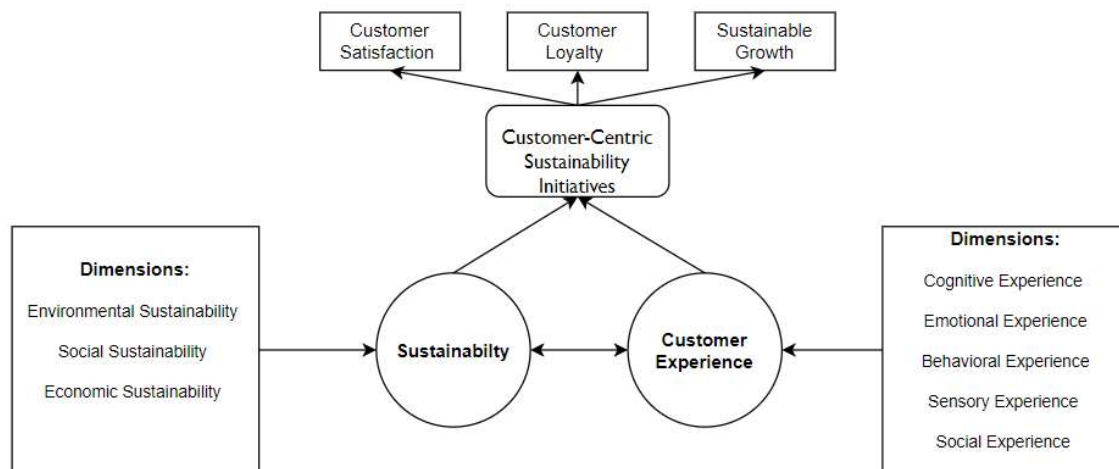 Customer
Satisfaction
Customer
Loyalty
Sustainable
Growth
Customer-Centric
Sustainability
Initiatives
Dimensions:
Environmental Sustainability
Social Sustainability
Economic Sustainability
Sustainabilty
Customer
Experience
Dimensions:
Cognitive Experience
Emotional Experience
Behavioral Experience
Sensory Experience
Social Experience